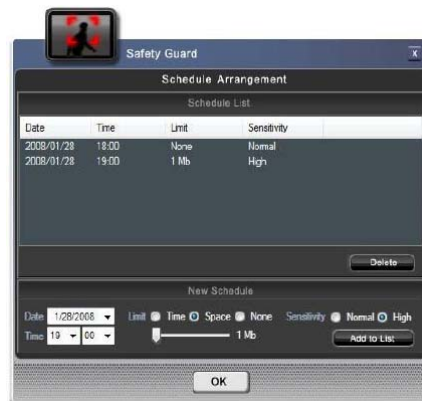 Safety Guard X
Schedule Arrangement
Schedule List
Date Time Limit Sensitivity
2008/01/28 18:00 None Normal
2008/01/28 19:00 1 Mb High
Delete
New Schedule
Date 1/28/2008 Limit Time Space None Sensitivity Normal High
Time 19 00 1 Mb Add to List
OK